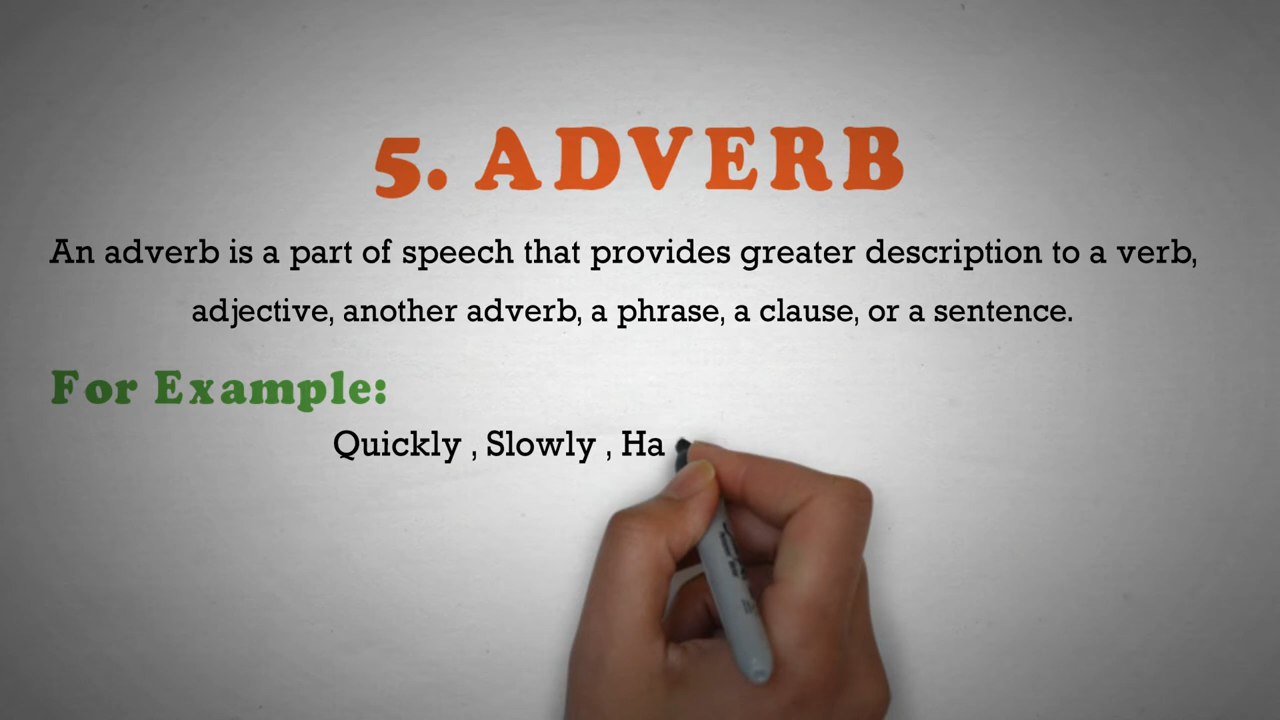 5. ADVERB
An adverb is a part of speech that provides greater description to a verb,
adjective, another adverb, a phrase, a clause, or a sentence.
For Example:
Quickly , Slowly , Ha